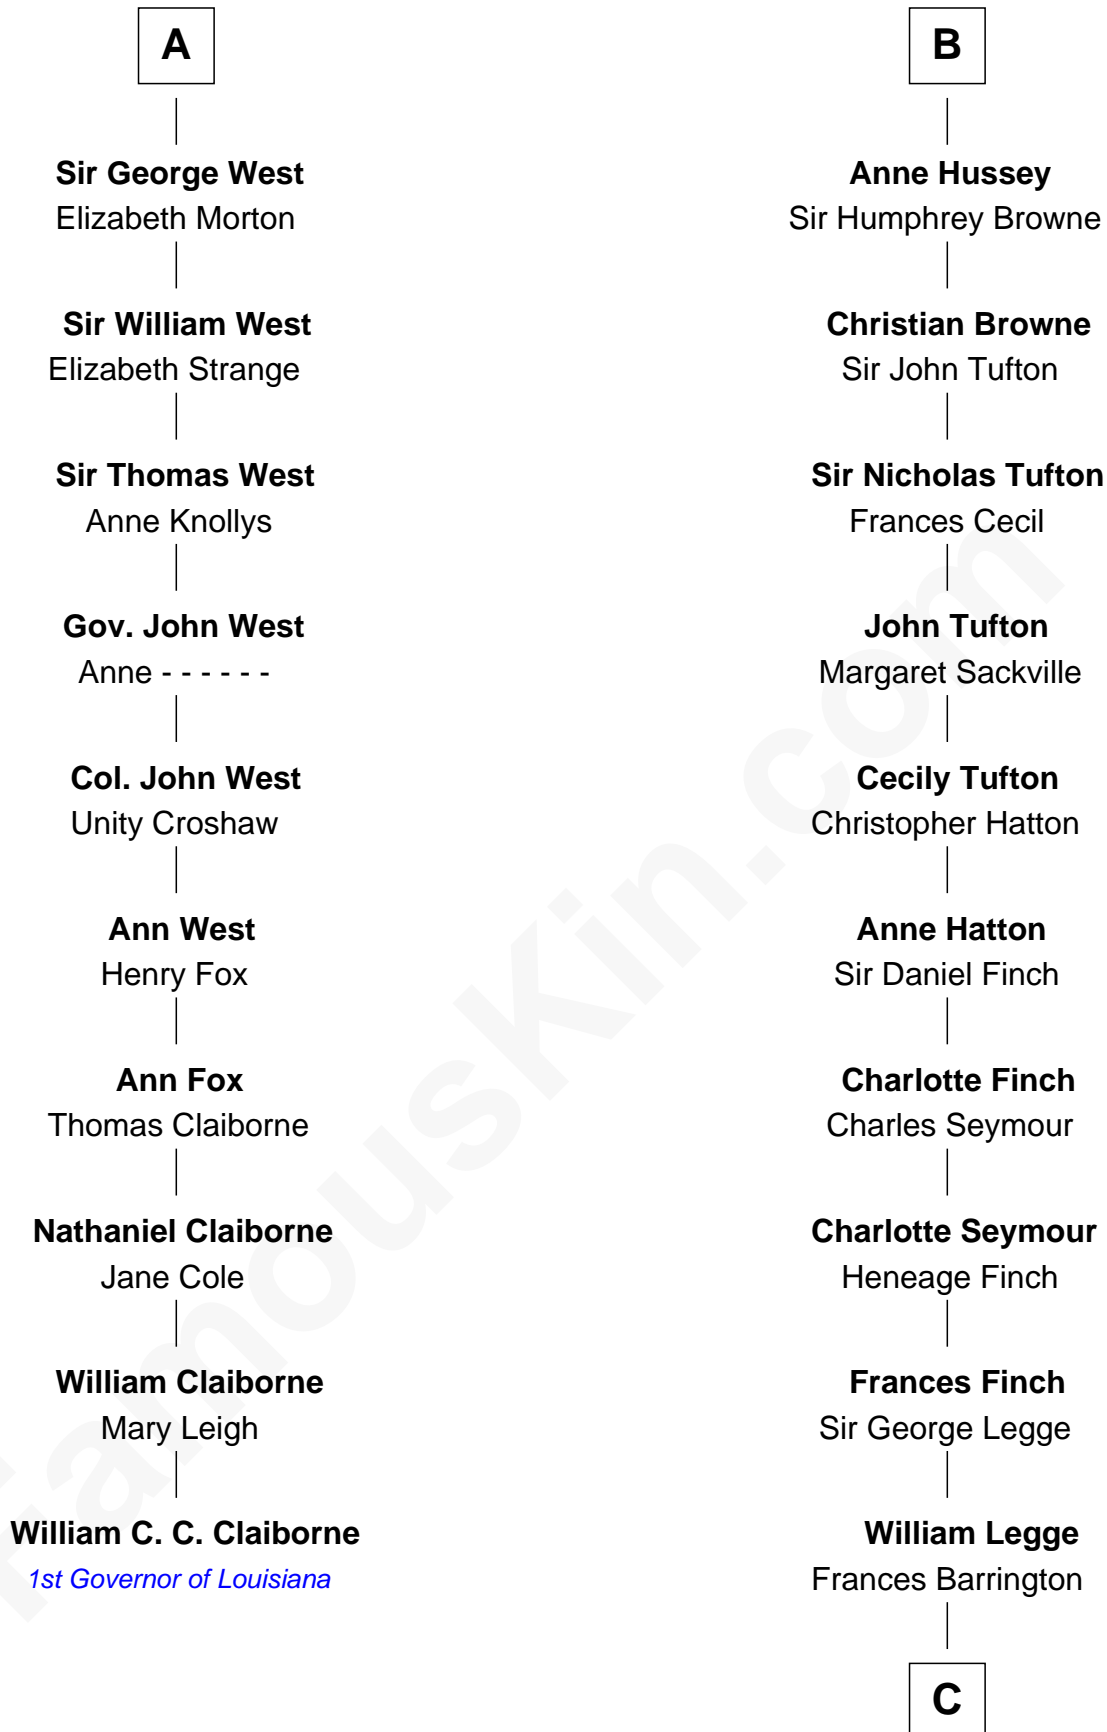 A
Sir George West
Elizabeth Morton
Sir William West
Elizabeth Strange
Sir Thomas West
Anne Knollys
Gov. John West
Anne - - - - - -
Col. John West
Unity Croshaw
Ann West
Henry Fox
Ann Fox
Thomas Claiborne
Nathaniel Claiborne
Jane Cole
William Claiborne
Mary Leigh
William C. C. Claiborne
1st Governor of Louisiana
B
Anne Hussey
Sir Humphrey Browne
Christian Browne
Sir John Tufton
Sir Nicholas Tufton
Frances Cecil
John Tufton
Margaret Sackville
Cecily Tufton
Christopher Hatton
Anne Hatton
Sir Daniel Finch
Charlotte Finch
Charles Seymour
Charlotte Seymour
Heneage Finch
Frances Finch
Sir George Legge
William Legge
Frances Barrington
C
FamousKin.com